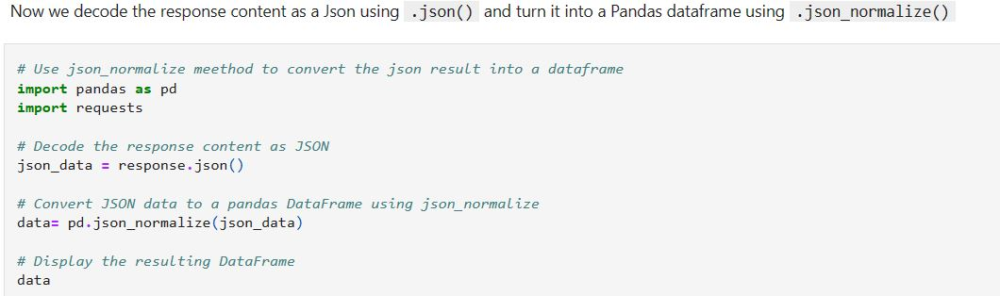 Now we decode the response content as a Json using .json() and turn it into a Pandas dataframe using .json_normalize()
# Use json_normalize meethod to convert the json result into a dataframe
import pandas as pd
import requests
# Decode the response content as JSON
json_data = response.json()
# Convert JSON data to a pandas DataFrame using json_normalize
data= pd.json_normalize(json_data)
# Display the resulting DataFrame
data